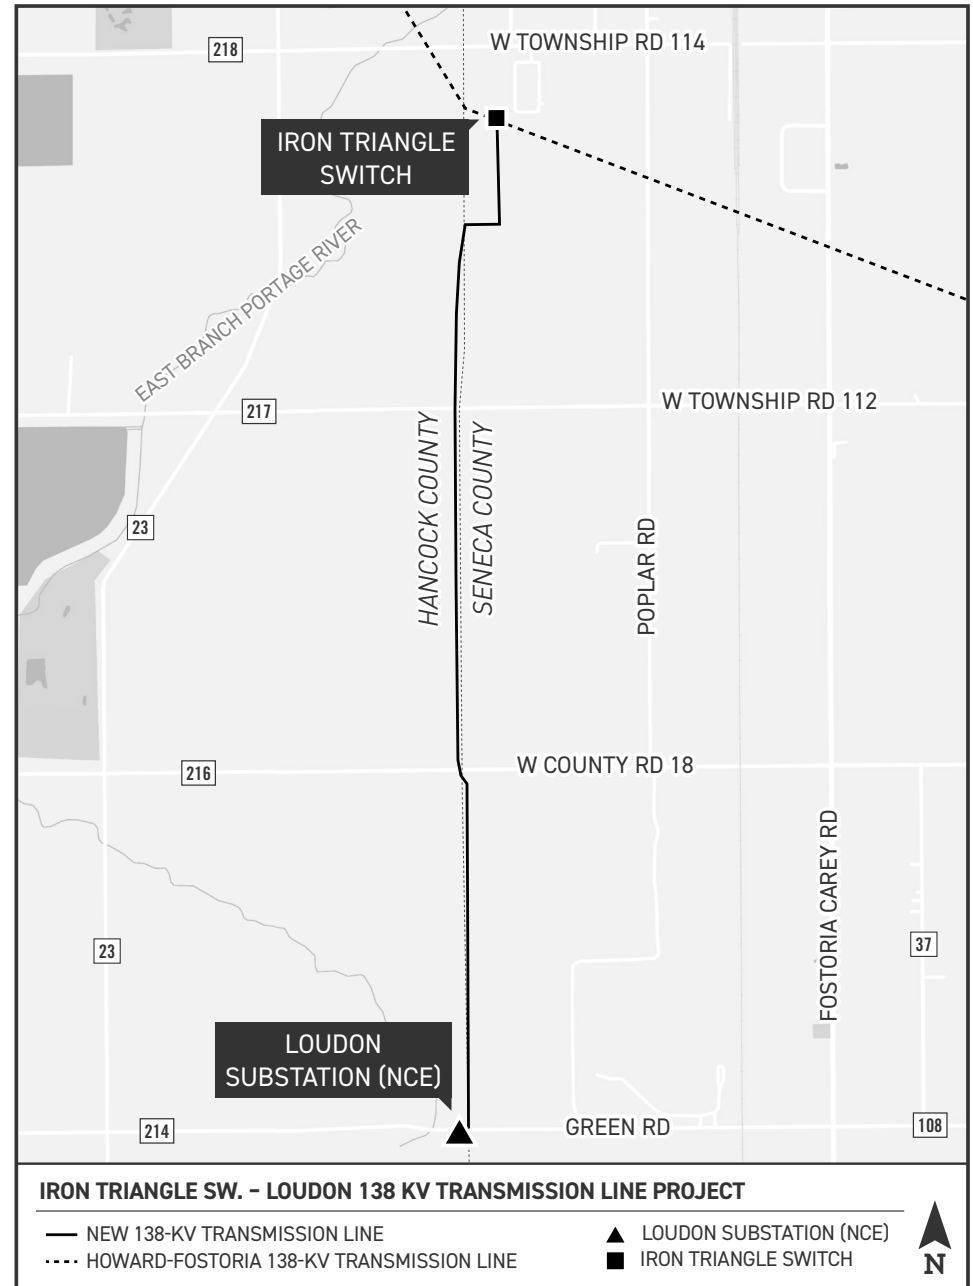 W TOWNSHIP RD 114
218
IRON TRIANGLE
SWITCH
EAST BRANCH PORTAGE RIVER
W TOWNSHIP RD 112
217
HANCOCK COUNTY
SENECA COUNTY
23
POPLAR RD
W COUNTY RD 18
216
FOSTORIA CAREY RD
23
37
LOUDON
SUBSTATION (NCE)
214
GREEN RD
108
IRON TRIANGLE SW. – LOUDON 138 KV TRANSMISSION LINE PROJECT
NEW 138-KV TRANSMISSION LINE
HOWARD-FOSTORIA 138-KV TRANSMISSION LINE
LOUDON SUBSTATION (NCE)
IRON TRIANGLE SWITCH
N